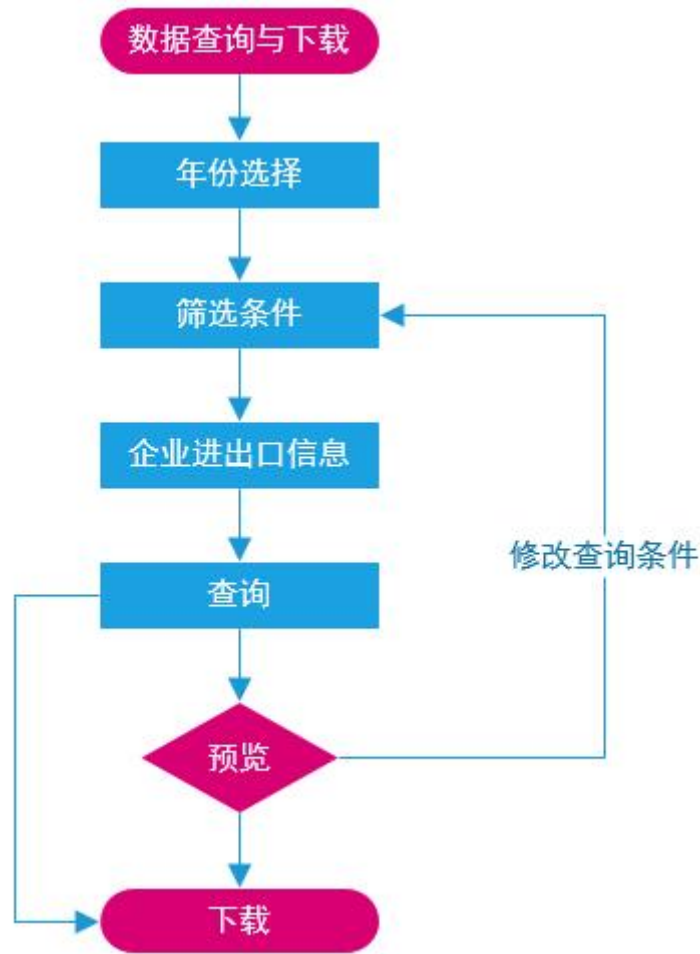 数据查询与下载
年份选择
筛选条件
企业进出口信息
修改查询条件
查询
预览
下载